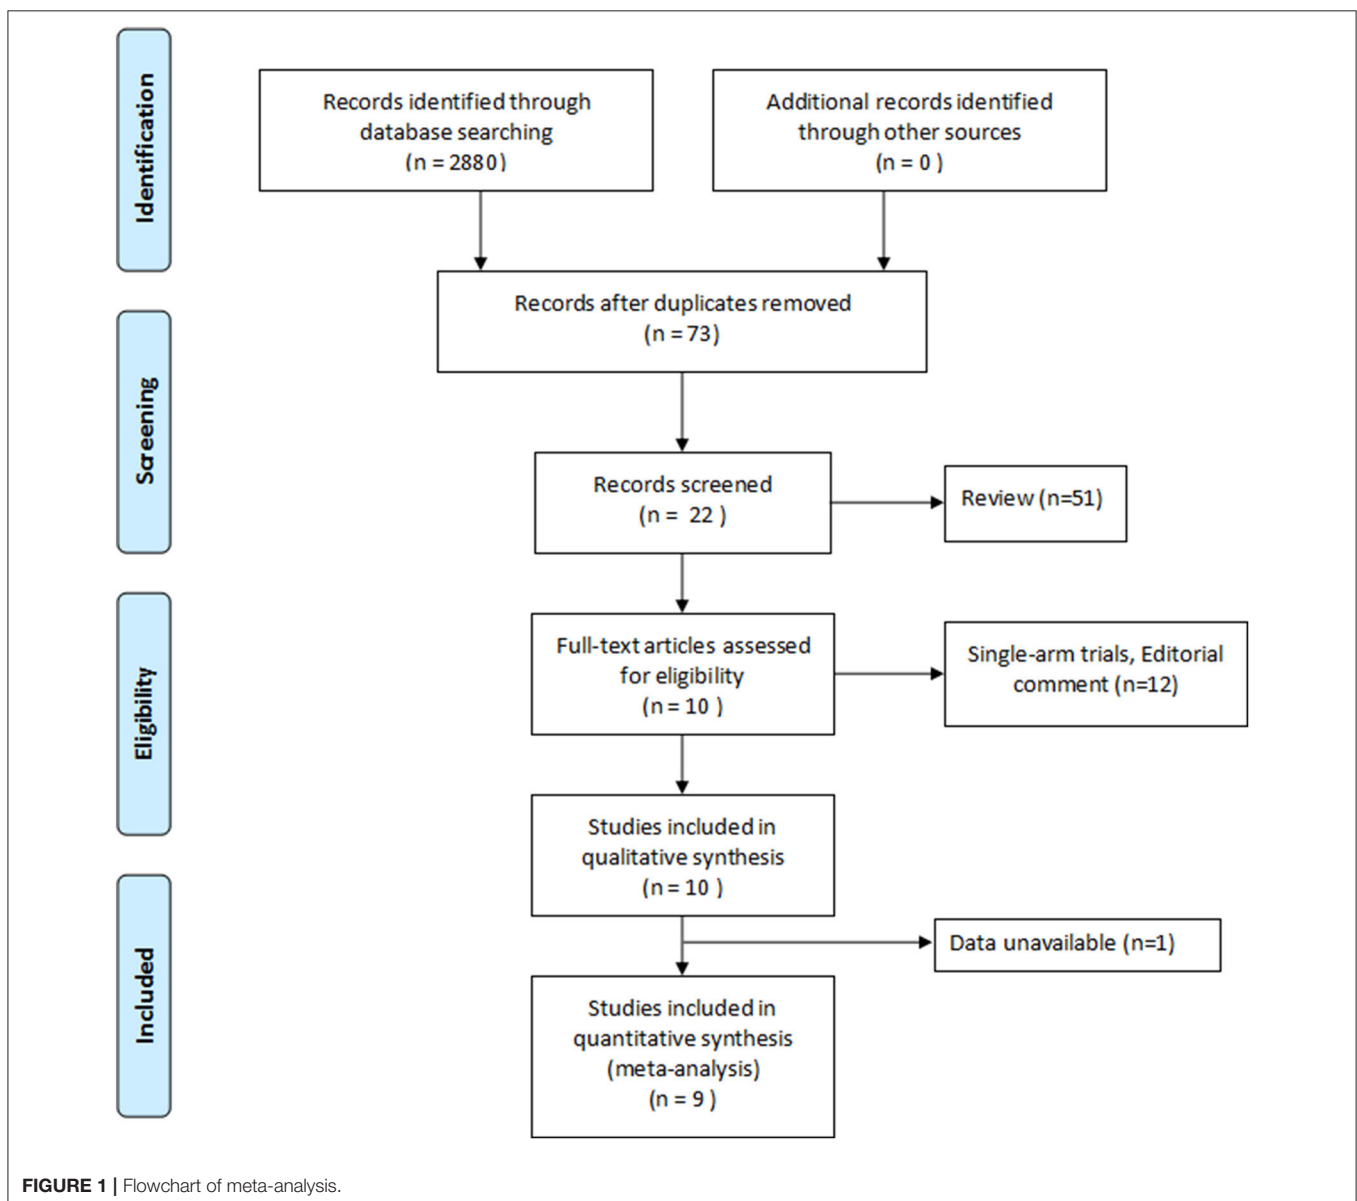 Identification
Records identified through
database searching
(n = 2880)
Additional records identified
through other sources
(n = 0 )
Records after duplicates removed
(n = 73)
Screening
Records screened
(n = 22 )
Review (n=51)
Eligibility
Full-text articles assessed
for eligibility
(n = 10 )
Single-arm trials, Editorial
comment (n=12)
Studies included in
qualitative synthesis
(n = 10 )
Included
Data unavailable (n=1)
Studies included in
quantitative synthesis
(meta-analysis)
(n = 9 )
FIGURE 1 | Flowchart of meta-analysis.